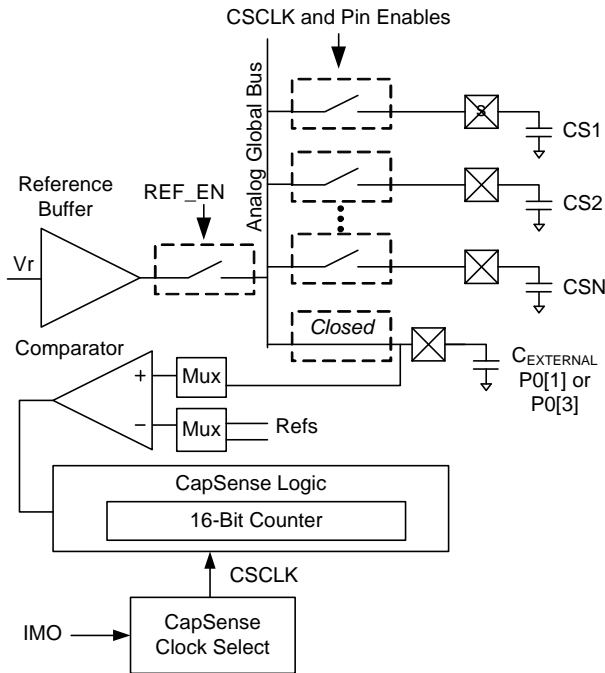 CSCLK and Pin Enables
Analog Global Bus
S
CS1
Reference
Buffer
REF_EN
CS2
Vr
CSN
Closed
Comparator
CEXTERNAL
P0[1] or
P0[3]
+
Mux
−
Mux
Refs
CapSense Logic
16-Bit Counter
CSCLK
IMO
CapSense
Clock Select